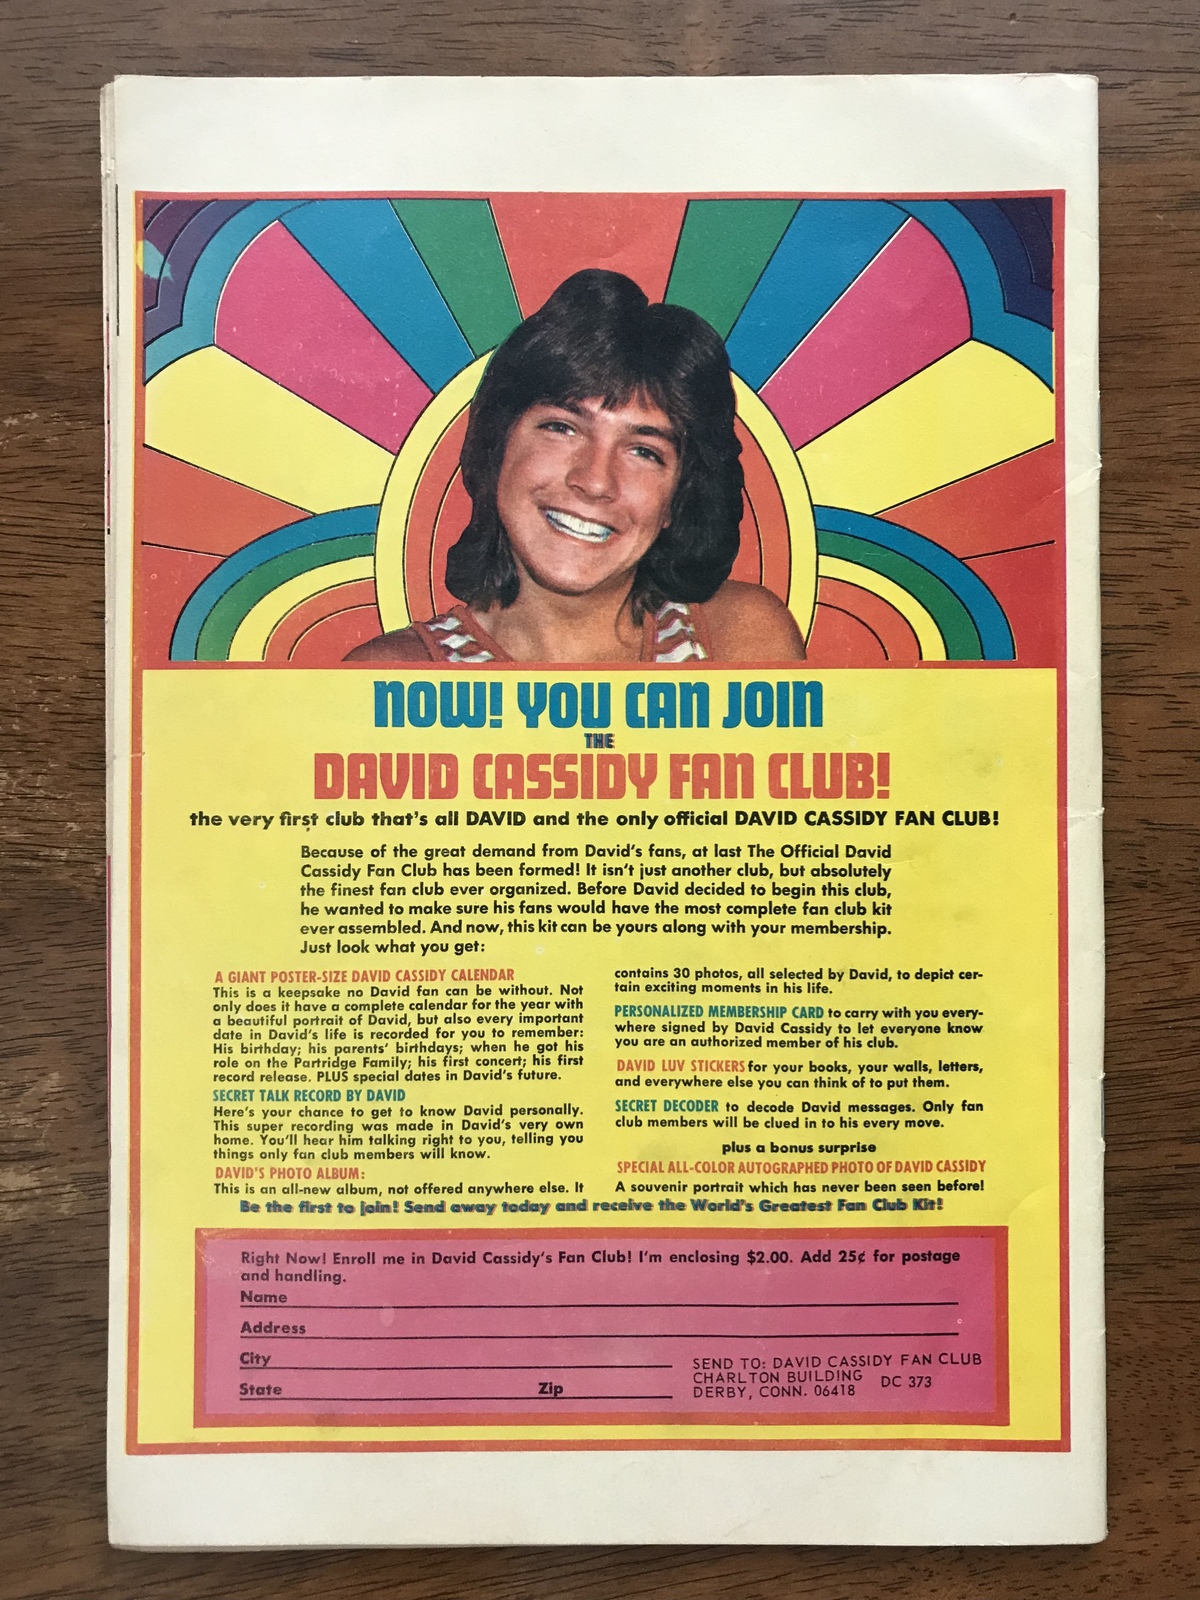 NOW! YOU CAN JOIN
THE
DAVID CASSIDY FAN CLUB!
the very first club that's all DAVID and the only official DAVID CASSIDY FAN CLUB!
Because of the great demand from David's fans, at last The Official David
Cassidy Fan Club has been formed! It isn't just another club, but absolutely
the finest fan club ever organized. Before David decided to begin this club,
he wanted to make sure his fans would have the most complete fan club kit
ever assembled. And now, this kit can be yours along with your membership.
Just look what you get:
A GIANT POSTER-SIZE DAVID CASSIDY CALENDAR
This is a keepsake no David fan can be without. Not
only does it have a complete calendar for the year with
a beautiful portrait of David, but also every important
date in David's life is recorded for you to remember:
His birthday; his parents' birthdays; when he got his
role on the Partridge Family; his first concert; his first
record release. PLUS special dates in David's future.
SECRET TALK RECORD BY DAVID
Here's your chance to get to know David personally.
This super recording was made in David's very own
home. You'll hear him talking right to you, telling you
things only fan club members will know.
DAVID'S PHOTO ALBUM:
This is an all-new album, not offered anywhere else. It
contains 30 photos, all selected by David, to depict cer-
tain exciting moments in his life.
PERSONALIZED MEMBERSHIP CARD to carry with you every-
where signed by David Cassidy to let everyone know
you are an authorized member of his club.
DAVID LUV STICKERS for your books, your walls, letters,
and everywhere else you can think of to put them.
SECRET DECODER to decode David messages. Only fan
club members will be clued in to his every move.
plus a bonus surprise
SPECIAL ALL-COLOR AUTOGRAPHED PHOTO OF DAVID CASSIDY
A souvenir portrait which has never been seen before!
Be the first to join! Send away today and receive the World's Greatest Fan Club Kit!
Right Now! Enroll me in David Cassidy's Fan Club! I'm enclosing $2.00. Add 25¢ for postage
and handling.
Name
Address
City
State Zip
SEND TO: DAVID CASSIDY FAN CLUB
CHARLTON BUILDING DC 373
DERBY, CONN. 06418